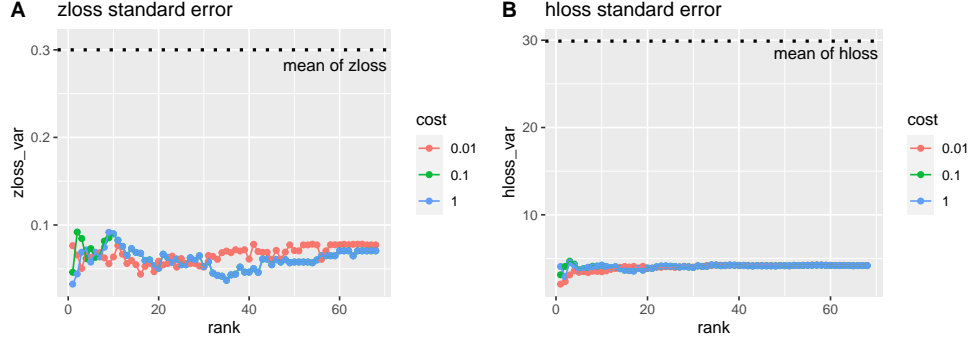 A
zloss standard error
0.3
mean of zloss
0.2
0.1
zloss_var
0
20
40
60
rank
cost
0.01
0.1
1
B
hloss standard error
30
mean of hloss
20
10
hloss_var
0
20
40
60
rank
cost
0.01
0.1
1